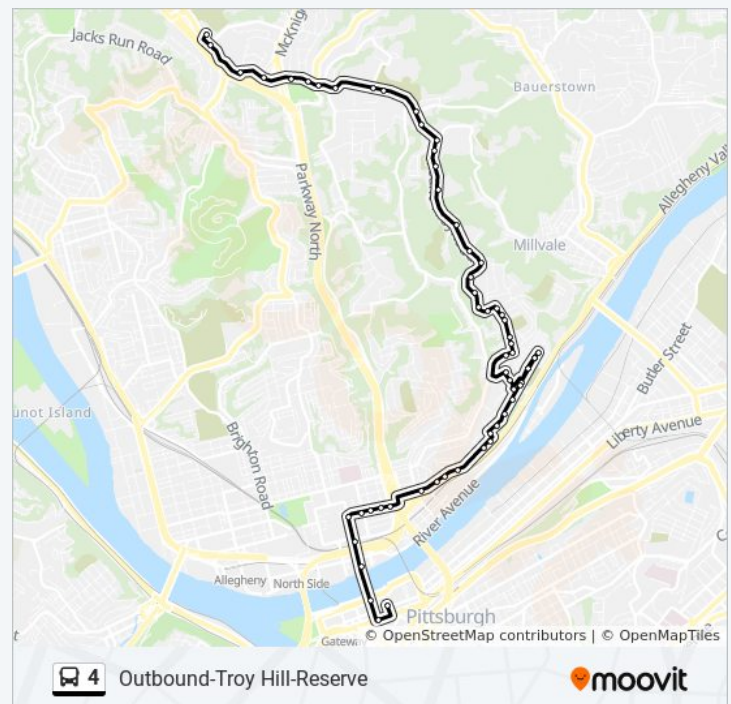 Jacks Run Road
McKnig
Bauerstown
Allegheny Vall
Parkway North
Millvale
Butler Street
unot Island
Liberty Avenue
Brighton Road
River Avenue
Allegheny
North Side
Pittsburgh
Gatew
© OpenStreetMap contributors | © OpenMapTiles
4 Outbound-Troy Hill-Reserve
moovit